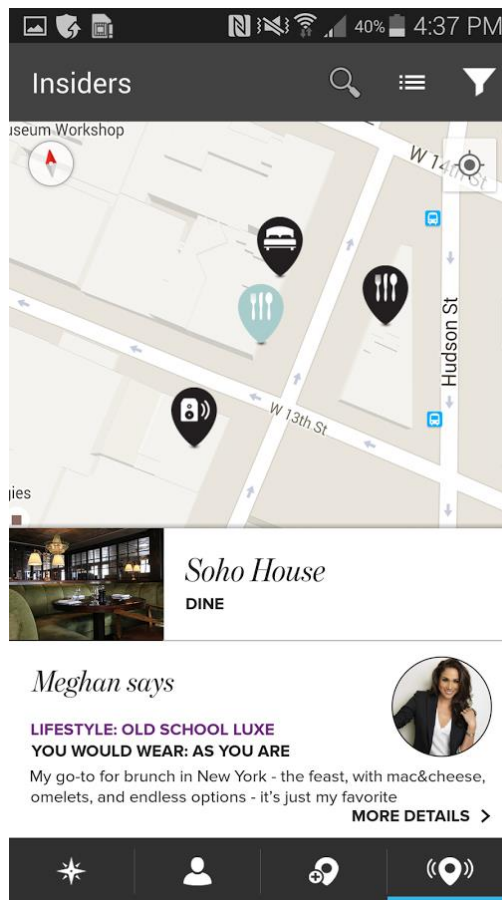 40% 4:37 PM
Insiders
useum Workshop
W 14th St
Hudson St
W 13th St
jies
Soho House
DINE
Meghan says
LIFESTYLE: OLD SCHOOL LUXE
YOU WOULD WEAR: AS YOU ARE
My go-to for brunch in New York - the feast, with mac&cheese,
omelets, and endless options - it's just my favorite
MORE DETAILS >